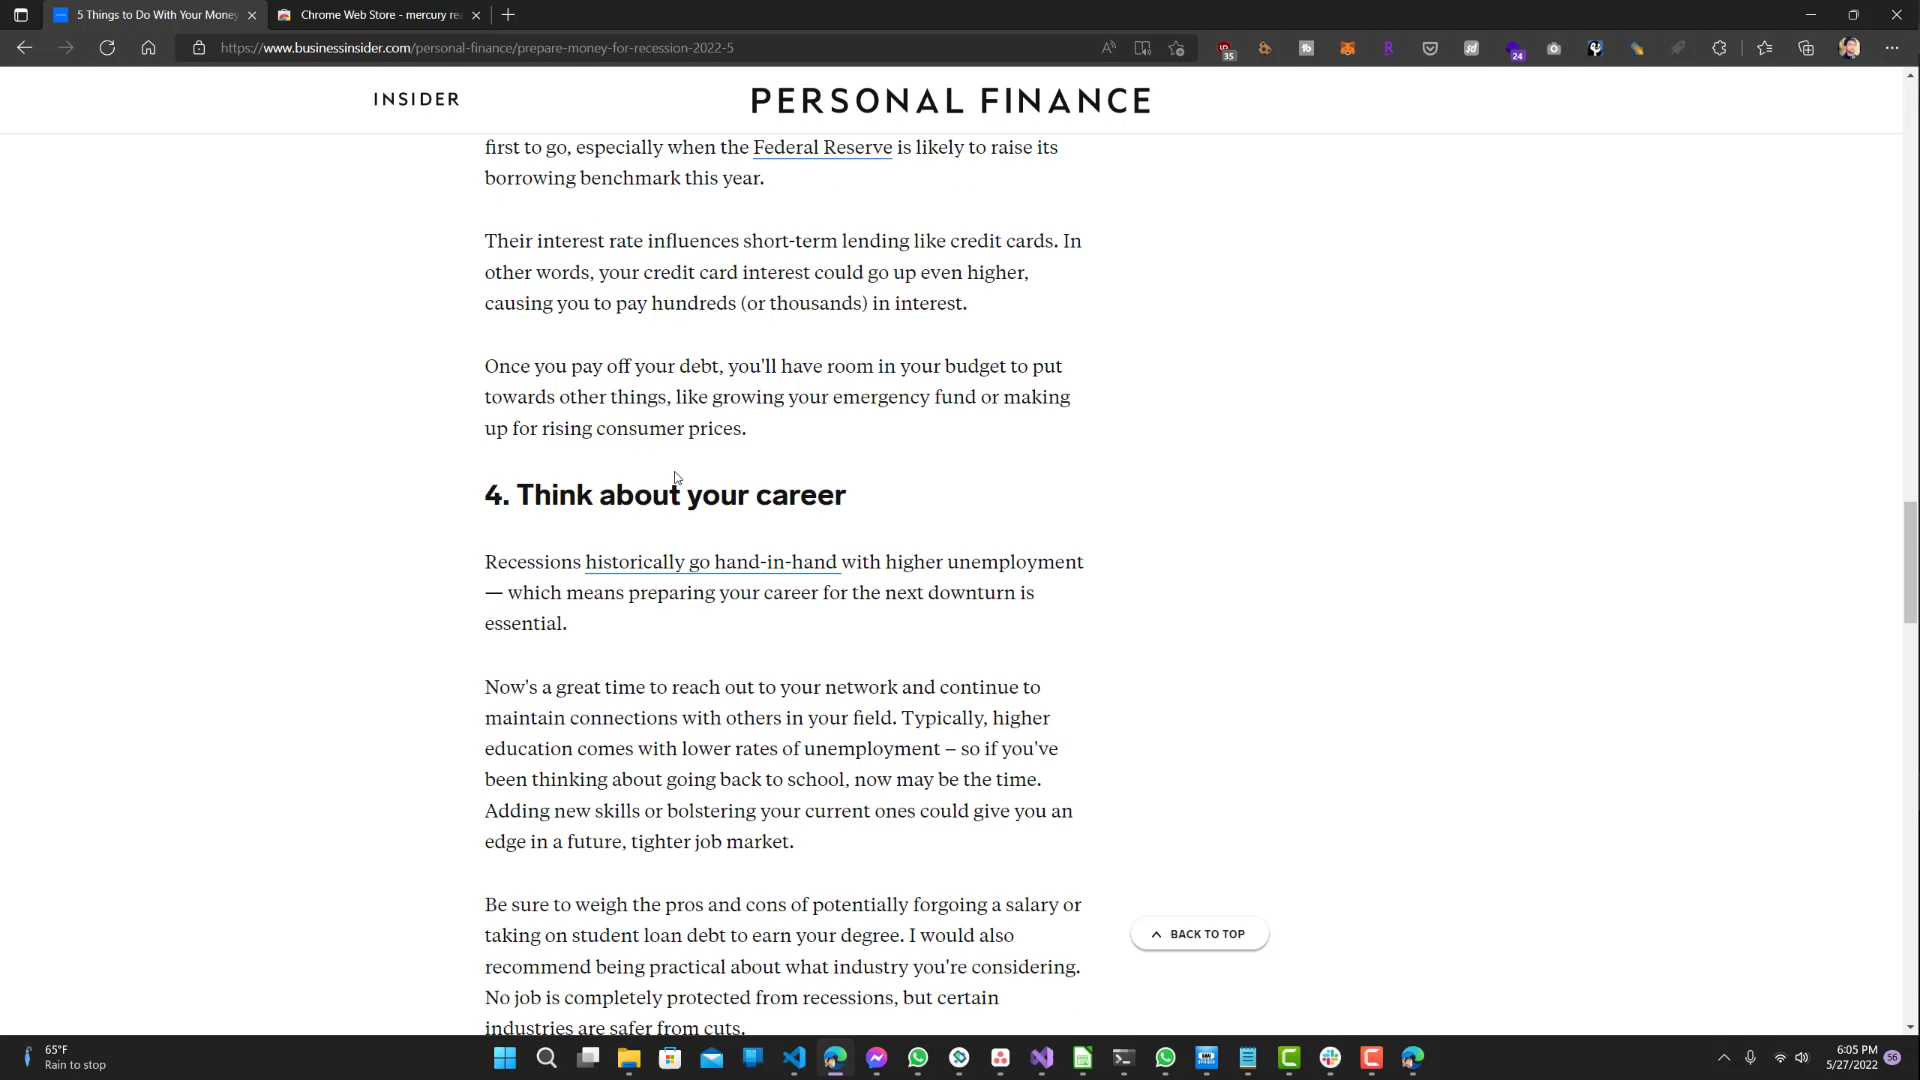 5 Things to Do With Your Money
Chrome Web Store - mercury rea
https://www.businessinsider.com/personal-finance/prepare-money-for-recession-2022-5
35
24
INSIDER
PERSONAL FINANCE
first to go, especially when the Federal Reserve is likely to raise its
borrowing benchmark this year.
Their interest rate influences short-term lending like credit cards. In
other words, your credit card interest could go up even higher,
causing you to pay hundreds (or thousands) in interest.
Once you pay off your debt, you'll have room in your budget to put
towards other things, like growing your emergency fund or making
up for rising consumer prices.
4. Think about your career
Recessions historically go hand-in-hand with higher unemployment
— which means preparing your career for the next downturn is
essential.
Now's a great time to reach out to your network and continue to
maintain connections with others in your field. Typically, higher
education comes with lower rates of unemployment – so if you've
been thinking about going back to school, now may be the time.
Adding new skills or bolstering your current ones could give you an
edge in a future, tighter job market.
Be sure to weigh the pros and cons of potentially forgoing a salary or
taking on student loan debt to earn your degree. I would also
recommend being practical about what industry you're considering.
No job is completely protected from recessions, but certain
industries are safer from cuts.
BACK TO TOP
65°F
Rain to stop
6:05 PM
5/27/2022
56